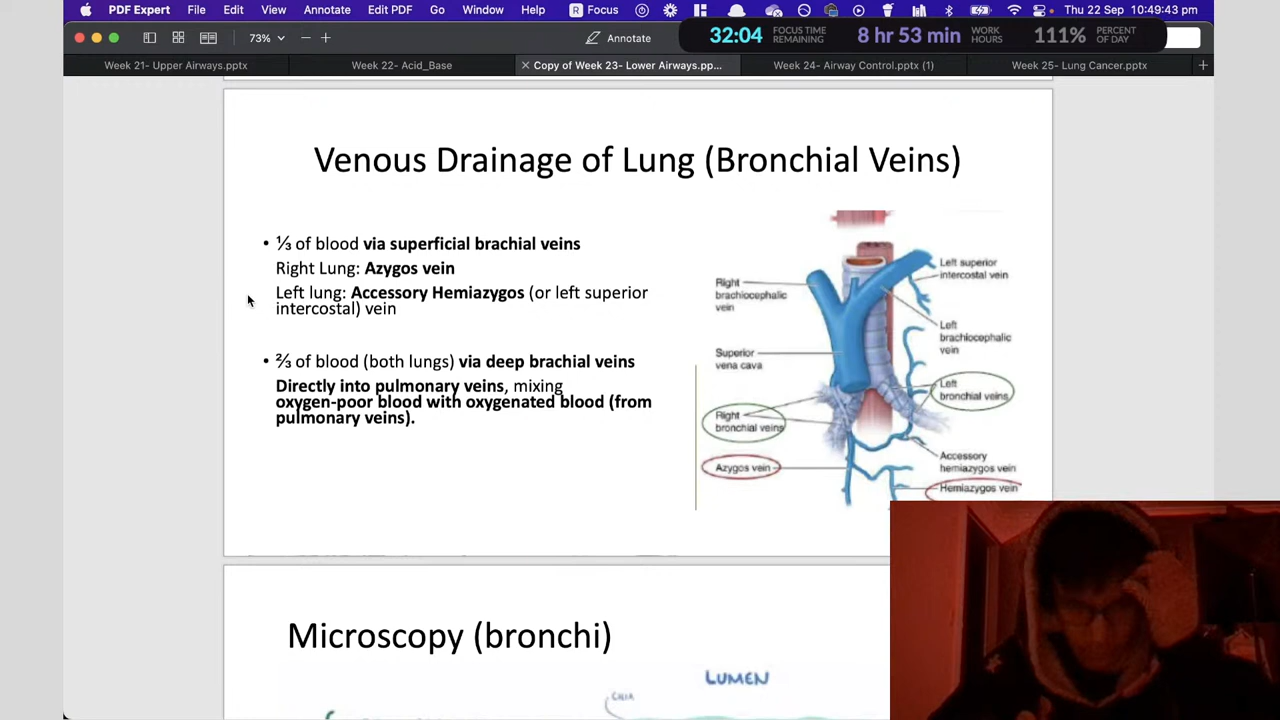 PDF Expert File Edit View Annotate Edit PDF Go Window Help R Focus Thu 22 Sep 10:49:43 pm
73% Annotate 32:04 FOCUS TIME REMAINING 8 hr 53 min WORK HOURS 111% PERCENT OF DAY
Week 21- Upper Airways.pptx Week 22- Acid_Base Copy of Week 23- Lower Airways.pp... Week 24- Airway Control.pptx (1) Week 25- Lung Cancer.pptx
Venous Drainage of Lung (Bronchial Veins)
• ⅓ of blood via superficial brachial veins
Right Lung: Azygos vein
Left lung: Accessory Hemiazygos (or left superior
intercostal) vein
• ⅔ of blood (both lungs) via deep brachial veins
Directly into pulmonary veins, mixing
oxygen-poor blood with oxygenated blood (from
pulmonary veins).
Right
brachiocephalic
vein
Superior
vena cava
Right
bronchial veins
Azygos vein
Left superior
intercostal vein
Left
brachiocephalic
vein
Left
bronchial veins
Accessory
hemiazygos vein
Hemiazygos vein
Microscopy (bronchi)
LUMEN
CILIA